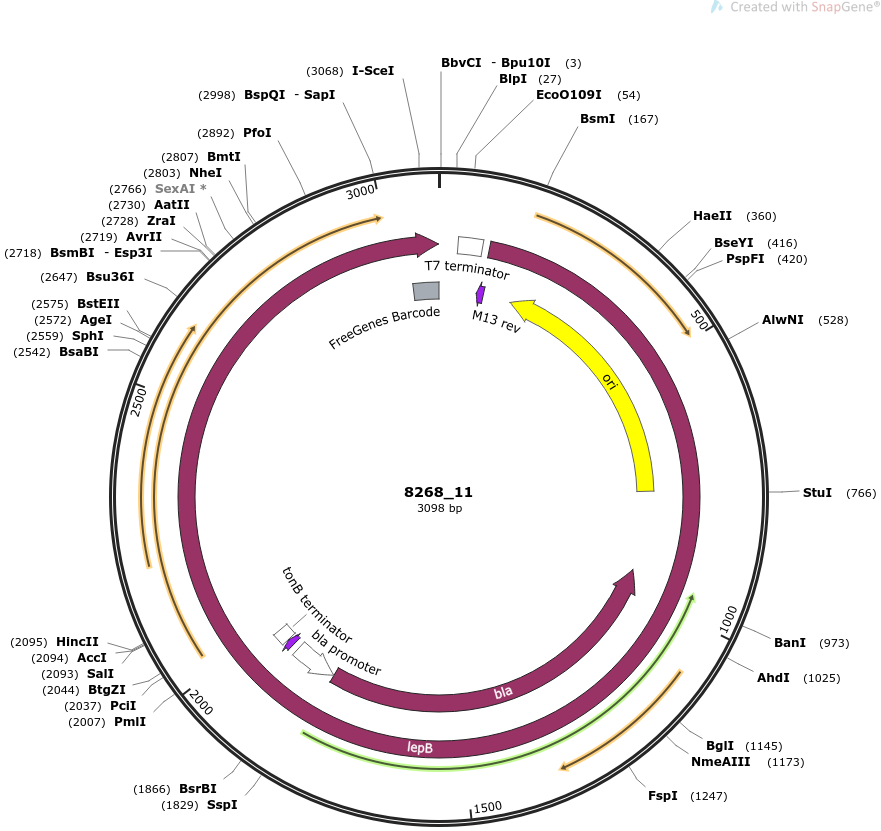 Created with SnapGene®
(3068) I-SceI
BbvCI - Bpu10I (3)
BlpI (27)
(2998) BspQI - SapI
EcoO109I (54)
BsmI (167)
(2892) PfoI
(2807) BmtI
(2803) NheI
(2766) SexAI *
(2730) AatII
(2728) ZraI
(2719) AvrII
(2718) BsmBI - Esp3I
(2647) Bsu36I
(2575) BstEII
(2572) AgeI
(2559) SphI
(2542) BsaBI
HaeII (360)
BseYI (416)
PspFI (420)
AlwNI (528)
StuI (766)
BanI (973)
AhdI (1025)
BglI (1145)
NmeAIII (1173)
FspI (1247)
(2095) HincII
(2094) AccI
(2093) SalI
(2044) BtgZI
(2037) PciI
(2007) PmlI
(1866) BsrBI
(1829) SspI
3000
500
2500
1000
2000
1500
T7 terminator
FreeGenes Barcode
M13 rev
ori
8268_11
3098 bp
tonB terminator
bla promoter
bla
lepB